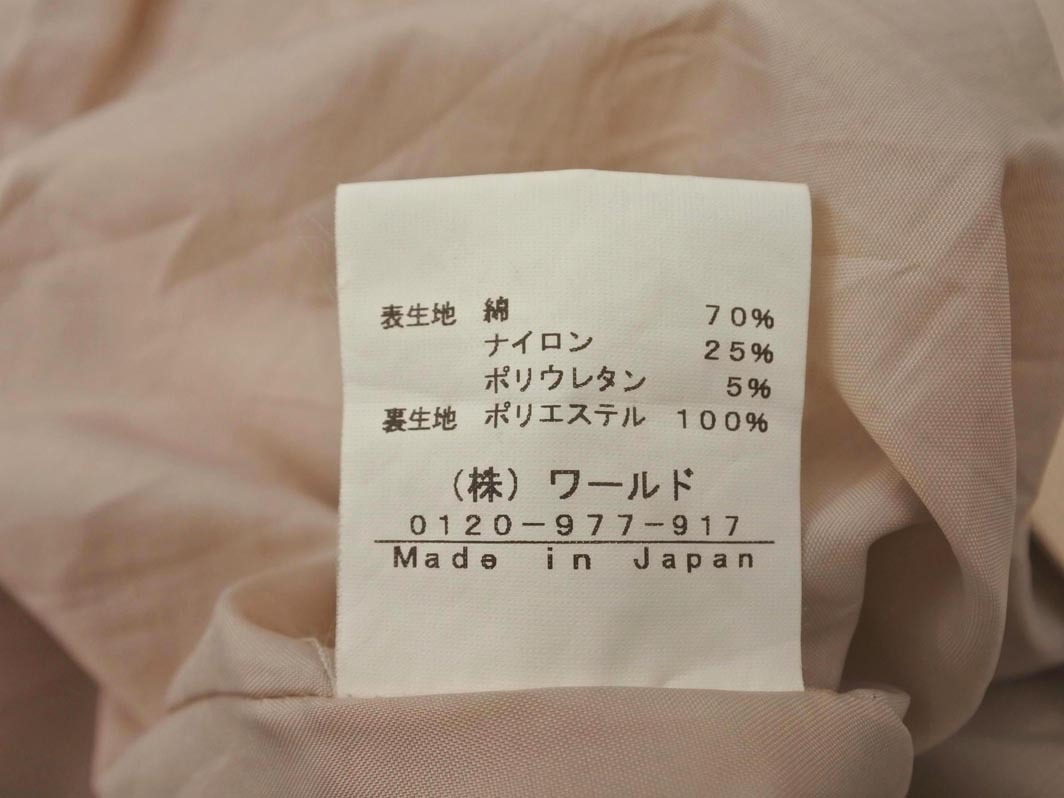 表生地 綿 70%
ナイロン 25%
ポリウレタン 5%
裏生地 ポリエステル 100%
（株）ワールド
0120-977-917
Made in Japan